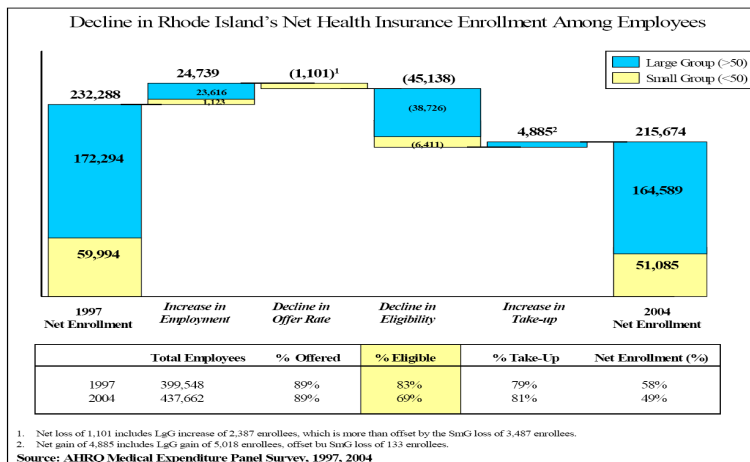 Decline in Rhode Island's Net Health Insurance Enrollment Among Employees
Large Group (>50)
Small Group (<50)
232,288
24,739
(1,101)¹
(45,138)
4,885²
215,674
23,616
1,123
(38,726)
(6,411)
172,294
164,589
59,994
51,085
1997
Net Enrollment
Increase in
Employment
Decline in
Offer Rate
Decline in
Eligibility
Increase in
Take-up
2004
Net Enrollment
Total Employees % Offered % Eligible % Take-Up Net Enrollment (%)
1997 399,548 89% 83% 79% 58%
2004 437,662 89% 69% 81% 49%
1. Net loss of 1,101 includes LgG increase of 2,387 enrollees, which is more than offset by the SmG loss of 3,487 enrollees.
2. Net gain of 4,885 includes LgG gain of 5,018 enrollees, offset bu SmG loss of 133 enrollees.
Source: AHRO Medical Expenditure Panel Survey, 1997, 2004